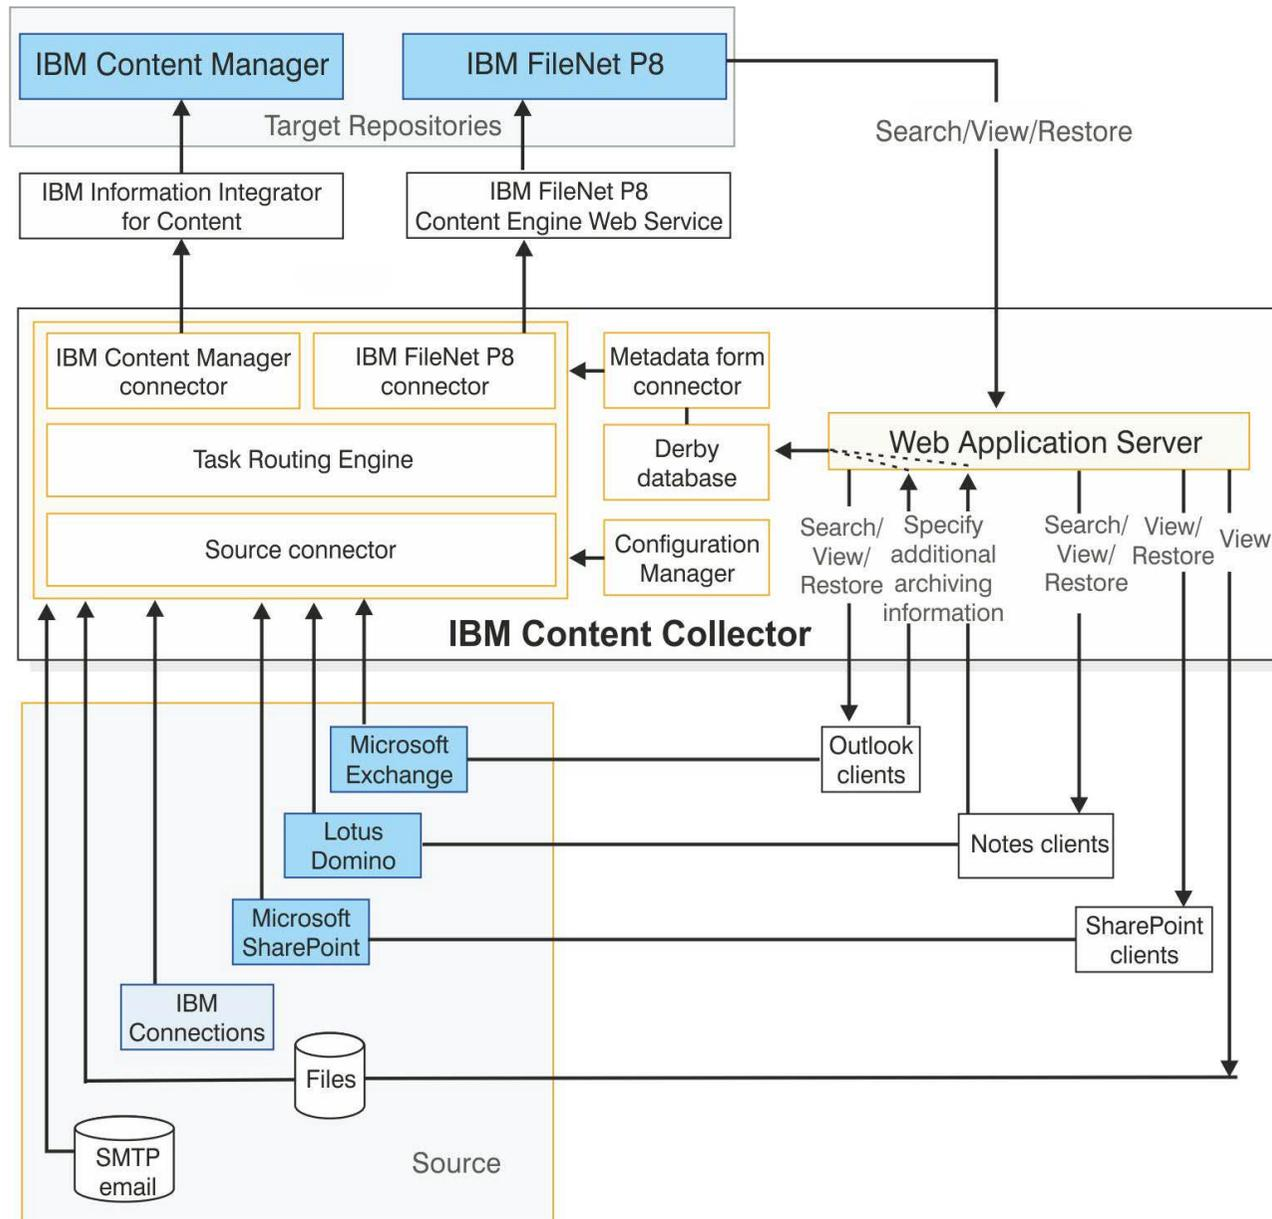 IBM Content Manager
IBM FileNet P8
Target Repositories
Search/View/Restore
IBM Information Integrator
for Content
IBM FileNet P8
Content Engine Web Service
IBM Content Manager
connector
IBM FileNet P8
connector
Metadata form
connector
Task Routing Engine
Derby
database
Web Application Server
Source connector
Configuration
Manager
Search/
View/
Restore
Specify
additional
archiving
information
Search/
View/
Restore
View/
Restore
View
IBM Content Collector
Microsoft
Exchange
Outlook
clients
Lotus
Domino
Notes clients
Microsoft
SharePoint
SharePoint
clients
IBM
Connections
Files
SMTP
email
Source